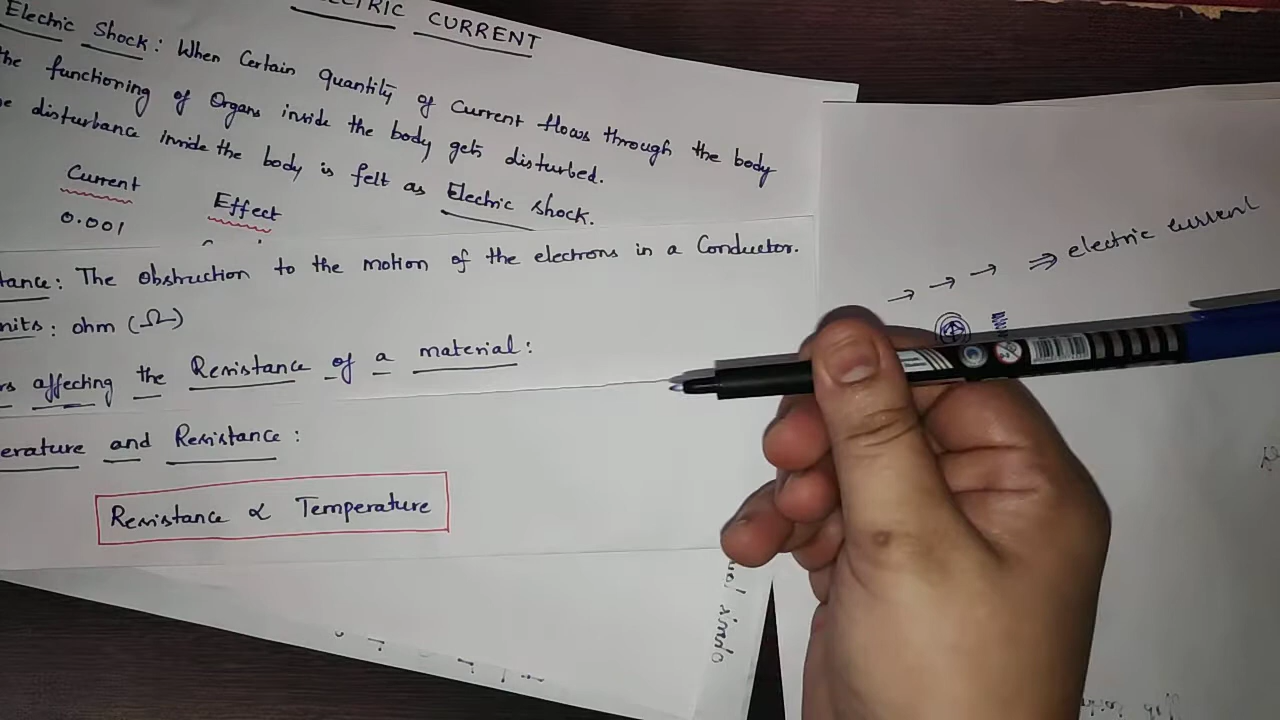 CURRENT
Electric Shock: When Certain quantity of Current flows through the body
the functioning of Organs inside the body gets disturbed.
disturbance inside the body is felt as Electric shock.
Current Effect
0.001
tance: The obstruction to the motion of the electrons in a Conductor.
nits: ohm (Ω)
rs affecting the Resistance of a material:
erature and Resistance:
Resistance ∝ Temperature
→ → → ⇒ electric current